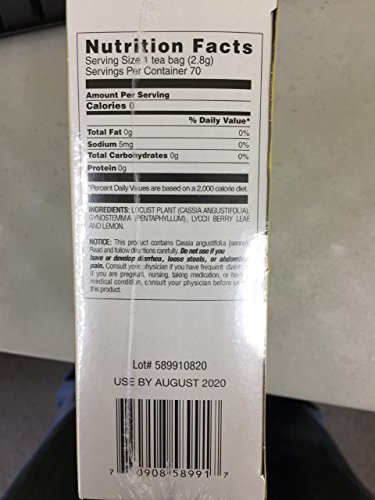 Nutrition Facts
Serving Size 1 tea bag (2.8g)
Servings Per Container 70
Amount Per Serving
Calories 0
% Daily Value*
Total Fat 0g 0%
Sodium 5mg 0%
Total Carbohydrates 0g 0%
Protein 0g
*Percent Daily Values are based on a 2,000 calorie diet.
INGREDIENTS: LOCUST PLANT (CASSIA ANGUSTIFOLIA),
GYNOSTEMMA (PENTAPHYLLUM), LYCCII BERRY LEAF
AND LEMON.
NOTICE: This product contains Cassia angustifolia (senna).
Read and follow directions carefully. Do not use if you
have or develop diarrhea, loose stools, or abdominal
pain. Consult your physician if you have frequent diarrhea
if you are pregnant, nursing, taking medication, or have
medical condition, consult your physician before
this product.
Lot# 589910820
USE BY AUGUST 2020
7 0908 58991 7